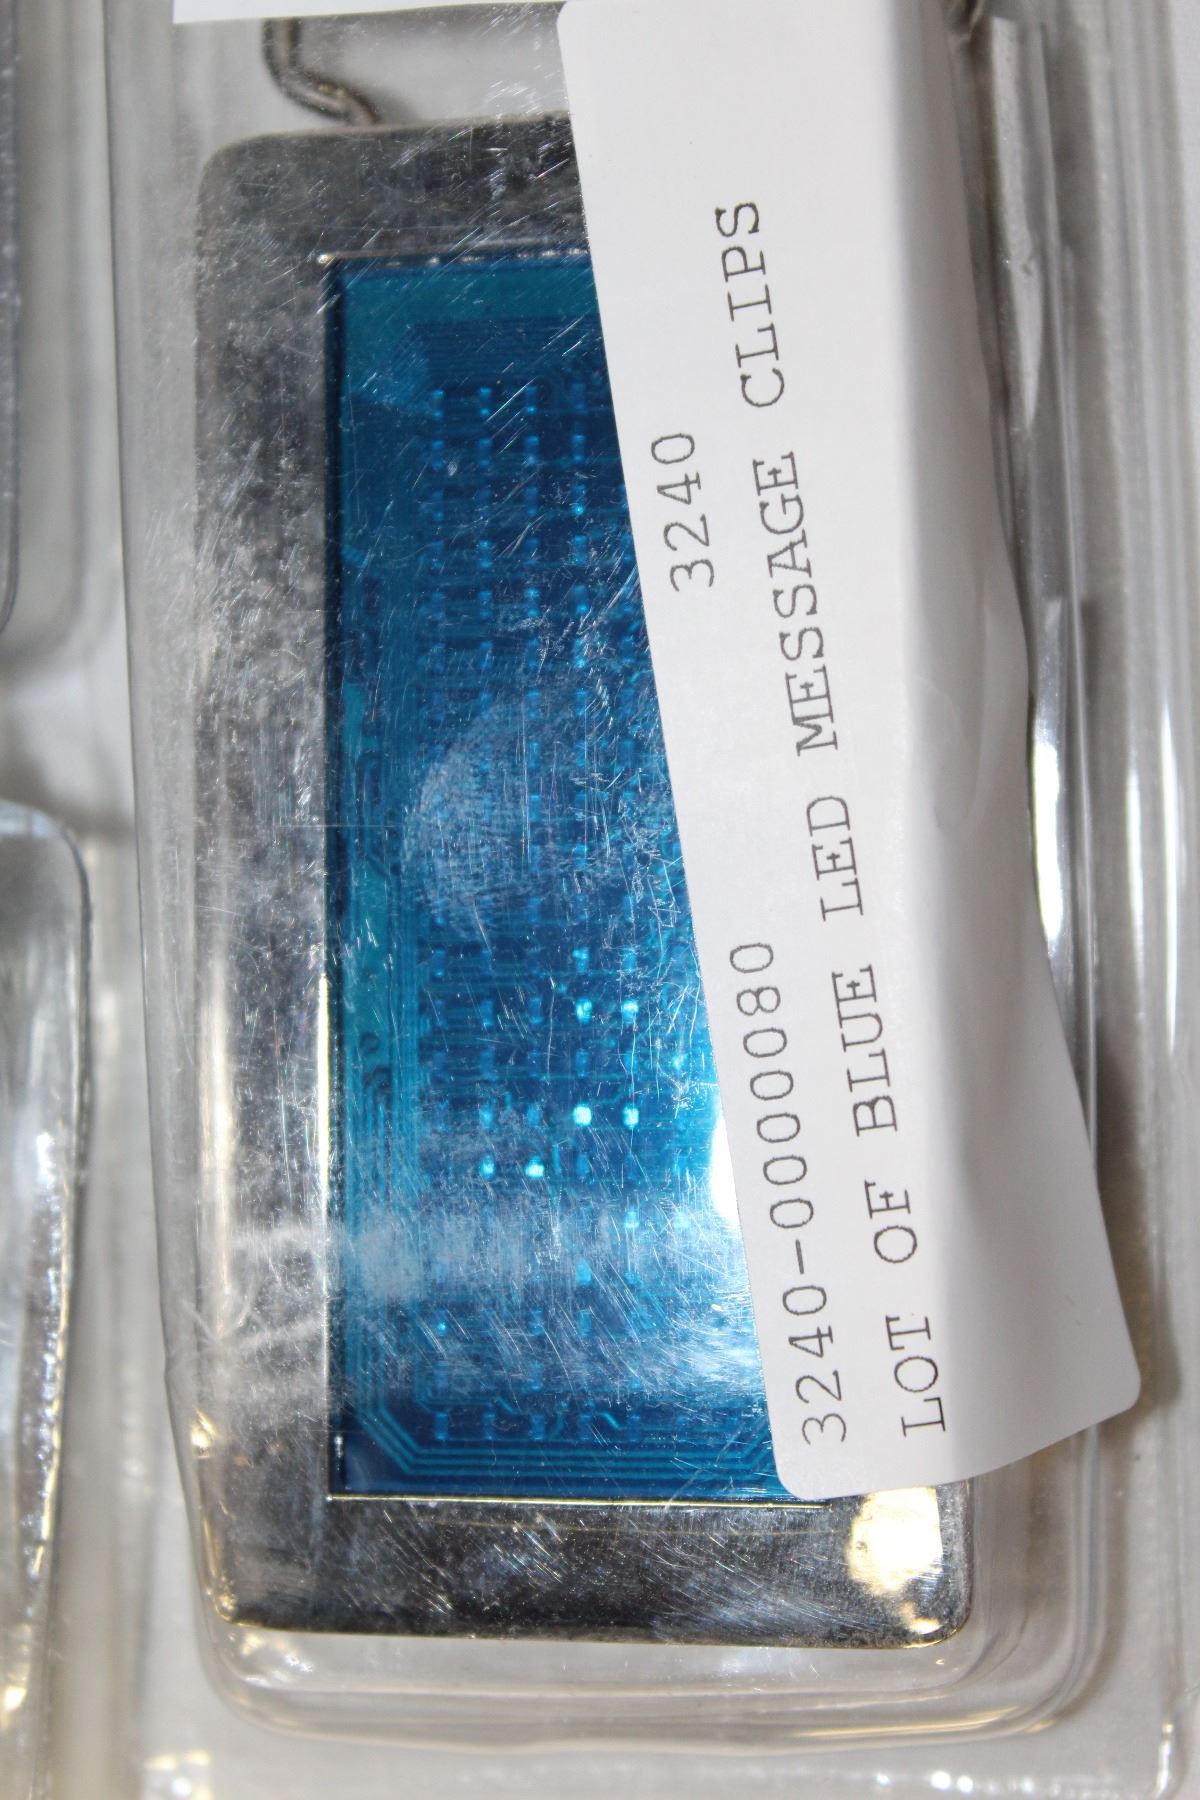 3240-0000080 3240
LOT OF BLUE LED MESSAGE CLIPS